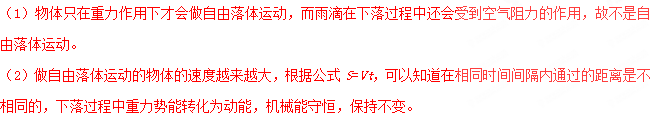 （1）物体只在重力作用下才会做自由落体运动，而雨滴在下落过程中还会受到空气阻力的作用，故不是自
由落体运动。
（2）做自由落体运动的物体的速度越来越大，根据公式 S=Vt，可以知道在相同时间间隔内通过的距离是不
相同的，下落过程中重力势能转化为动能，机械能守恒，保持不变。